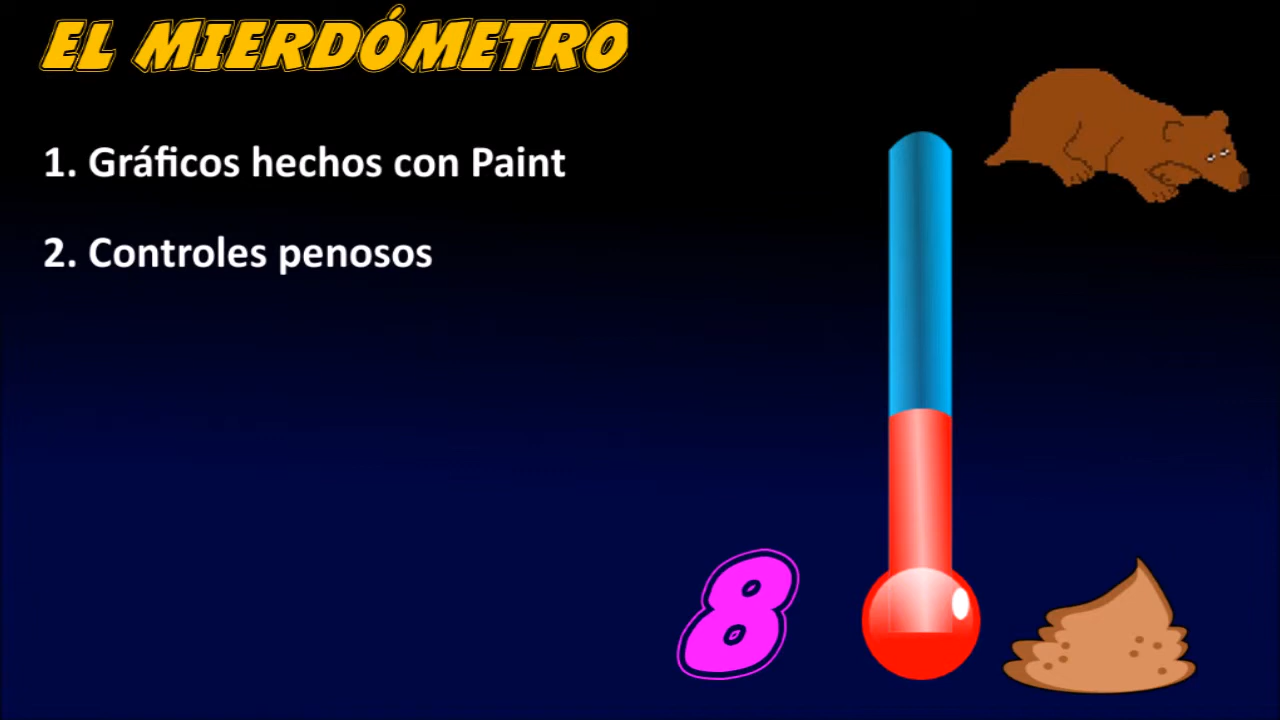 EL MIERDÓMETRO
1. Gráficos hechos con Paint
2. Controles penosos
8